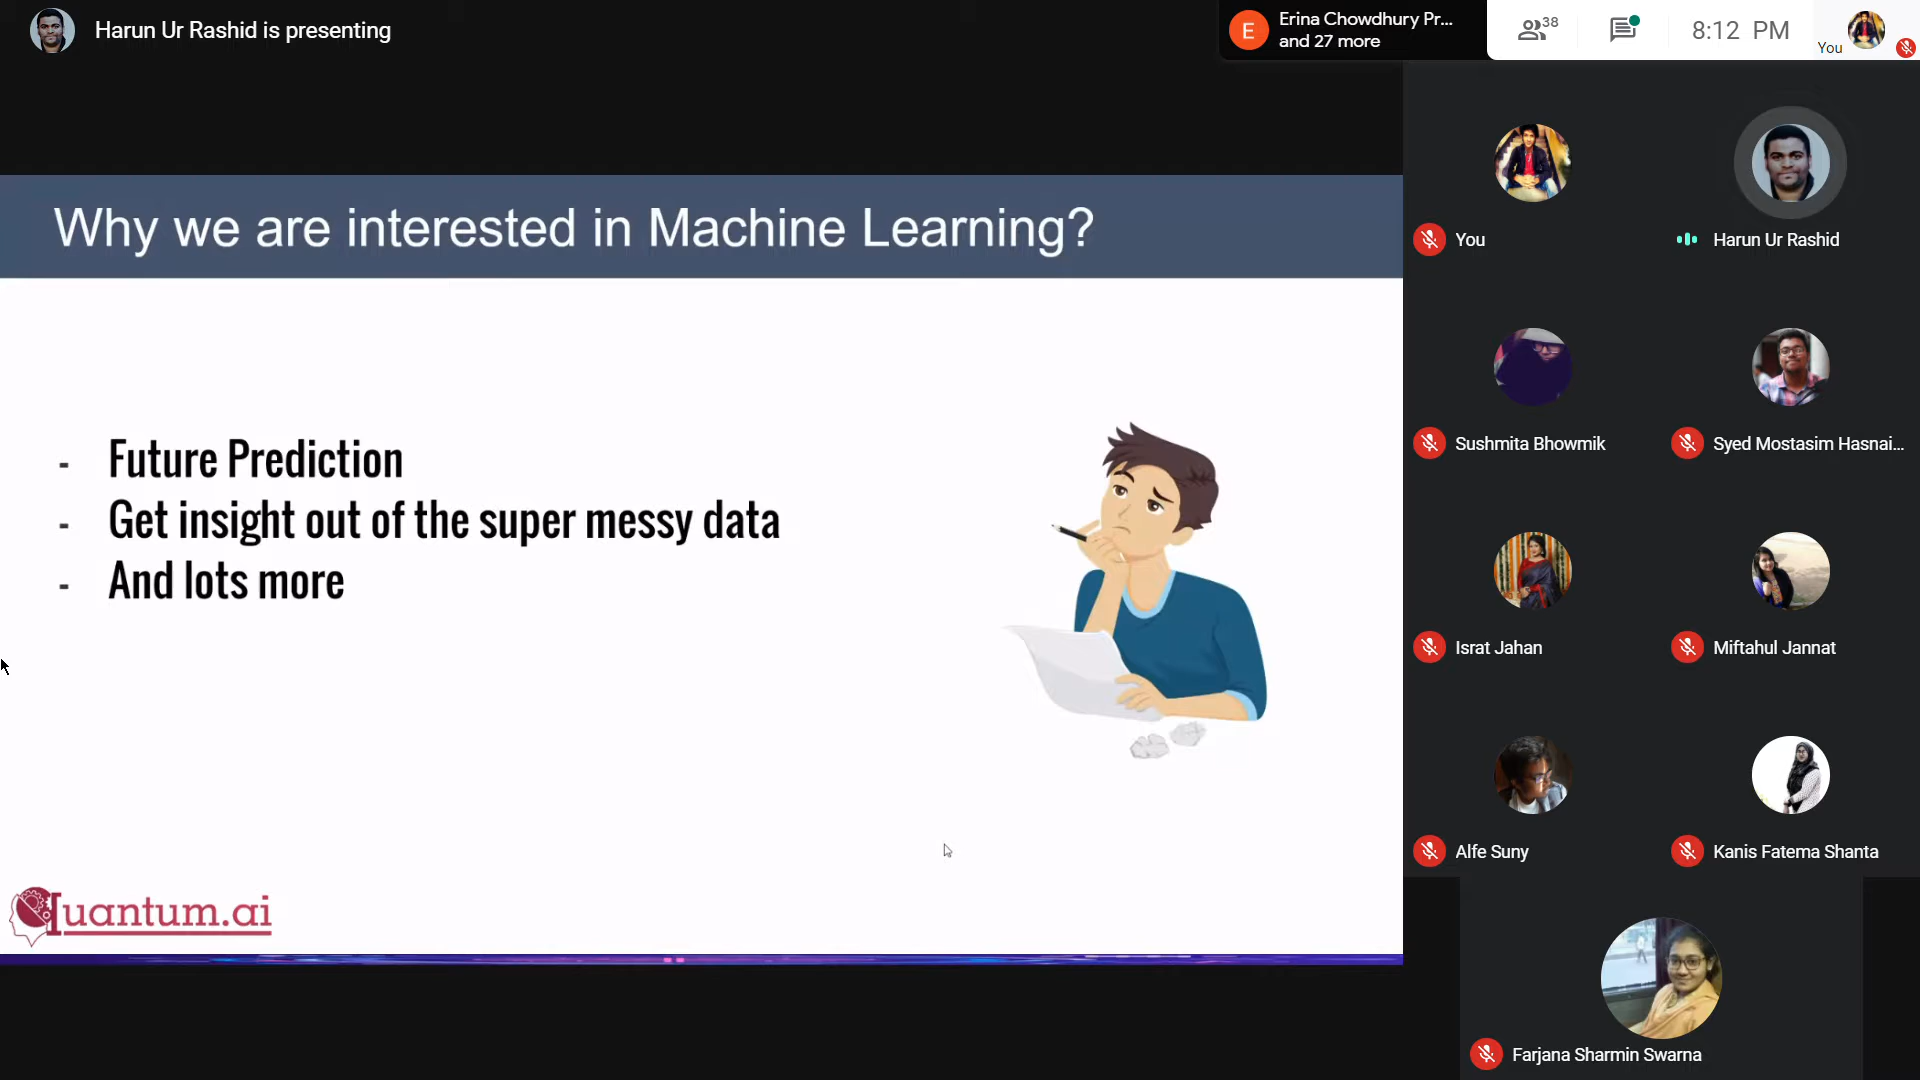 Harun Ur Rashid is presenting
E
Erina Chowdhury Pr...
and 27 more
38
8:12 PM
You
Why we are interested in Machine Learning?
- Future Prediction
- Get insight out of the super messy data
- And lots more
Quantum.ai
You
Harun Ur Rashid
Sushmita Bhowmik
Syed Mostasim Hasnai...
Israt Jahan
Miftahul Jannat
Alfe Suny
Kanis Fatema Shanta
Farjana Sharmin Swarna